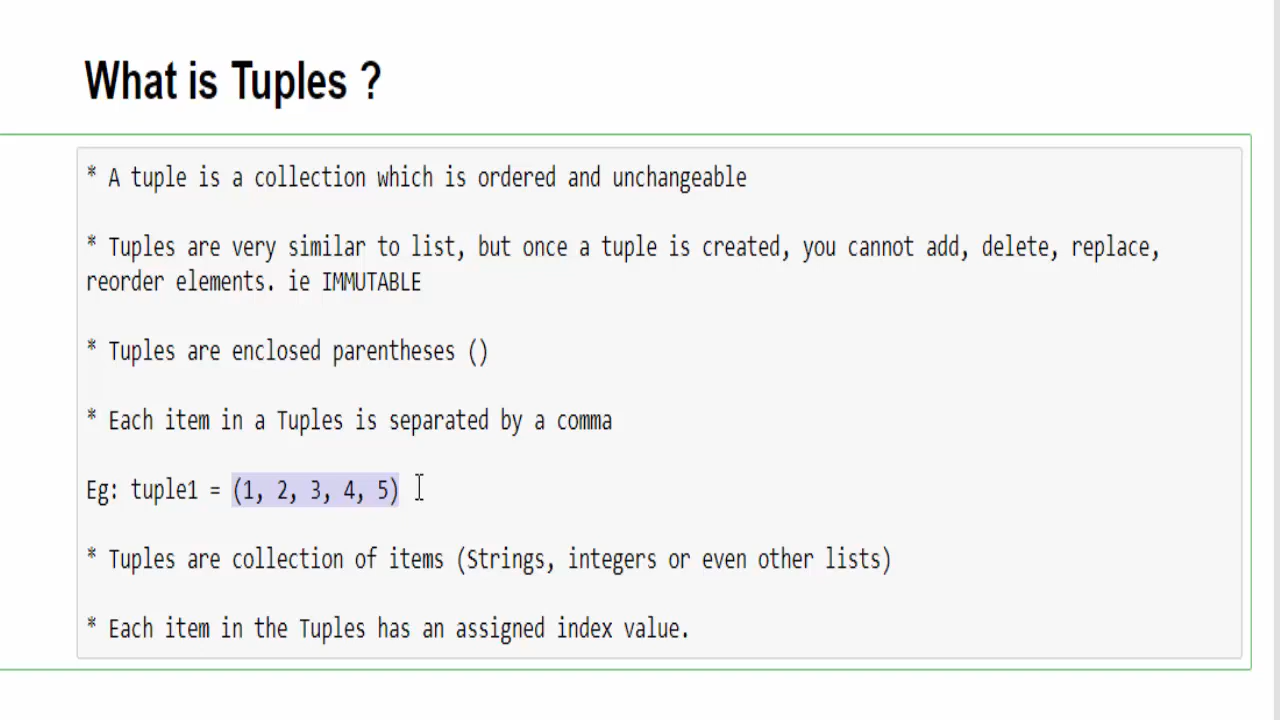 What is Tuples ?
* A tuple is a collection which is ordered and unchangeable
* Tuples are very similar to list, but once a tuple is created, you cannot add, delete, replace,
reorder elements. ie IMMUTABLE
* Tuples are enclosed parentheses ()
* Each item in a Tuples is separated by a comma
Eg: tuple1 = (1, 2, 3, 4, 5)
* Tuples are collection of items (Strings, integers or even other lists)
* Each item in the Tuples has an assigned index value.